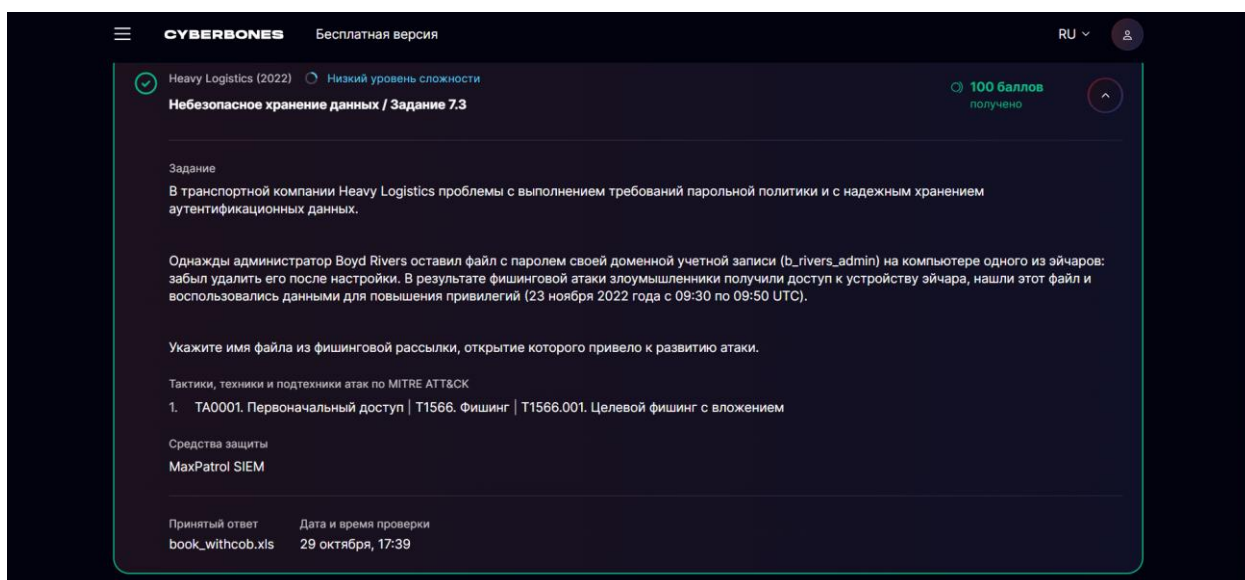 CYBERBONES Бесплатная версия RU
Heavy Logistics (2022) Низкий уровень сложности
Небезопасное хранение данных / Задание 7.3
100 баллов
получено
Задание
В транспортной компании Heavy Logistics проблемы с выполнением требований парольной политики и с надежным хранением
аутентификационных данных.
Однажды администратор Boyd Rivers оставил файл с паролем своей доменной учетной записи (b_rivers_admin) на компьютере одного из эйчаров:
забыл удалить его после настройки. В результате фишинговой атаки злоумышленники получили доступ к устройству эйчара, нашли этот файл и
воспользовались данными для повышения привилегий (23 ноября 2022 года с 09:30 по 09:50 UTC).
Укажите имя файла из фишинговой рассылки, открытие которого привело к развитию атаки.
Тактики, техники и подтехники атак по MITRE ATT&CK
1. TA0001. Первоначальный доступ | T1566. Фишинг | T1566.001. Целевой фишинг с вложением
Средства защиты
MaxPatrol SIEM
Принятый ответ Дата и время проверки
book_withcob.xls 29 октября, 17:39